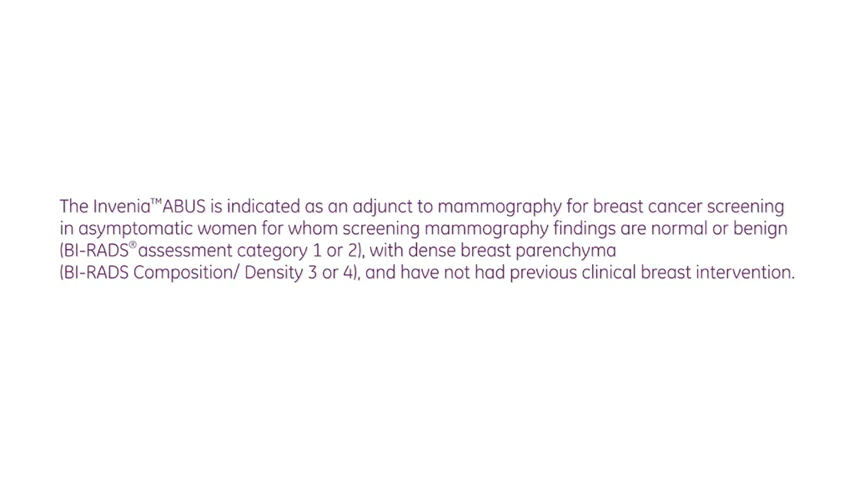 The Invenia™ABUS is indicated as an adjunct to mammography for breast cancer screening
in asymptomatic women for whom screening mammography findings are normal or benign
(BI-RADS® assessment category 1 or 2), with dense breast parenchyma
(BI-RADS Composition/ Density 3 or 4), and have not had previous clinical breast intervention.